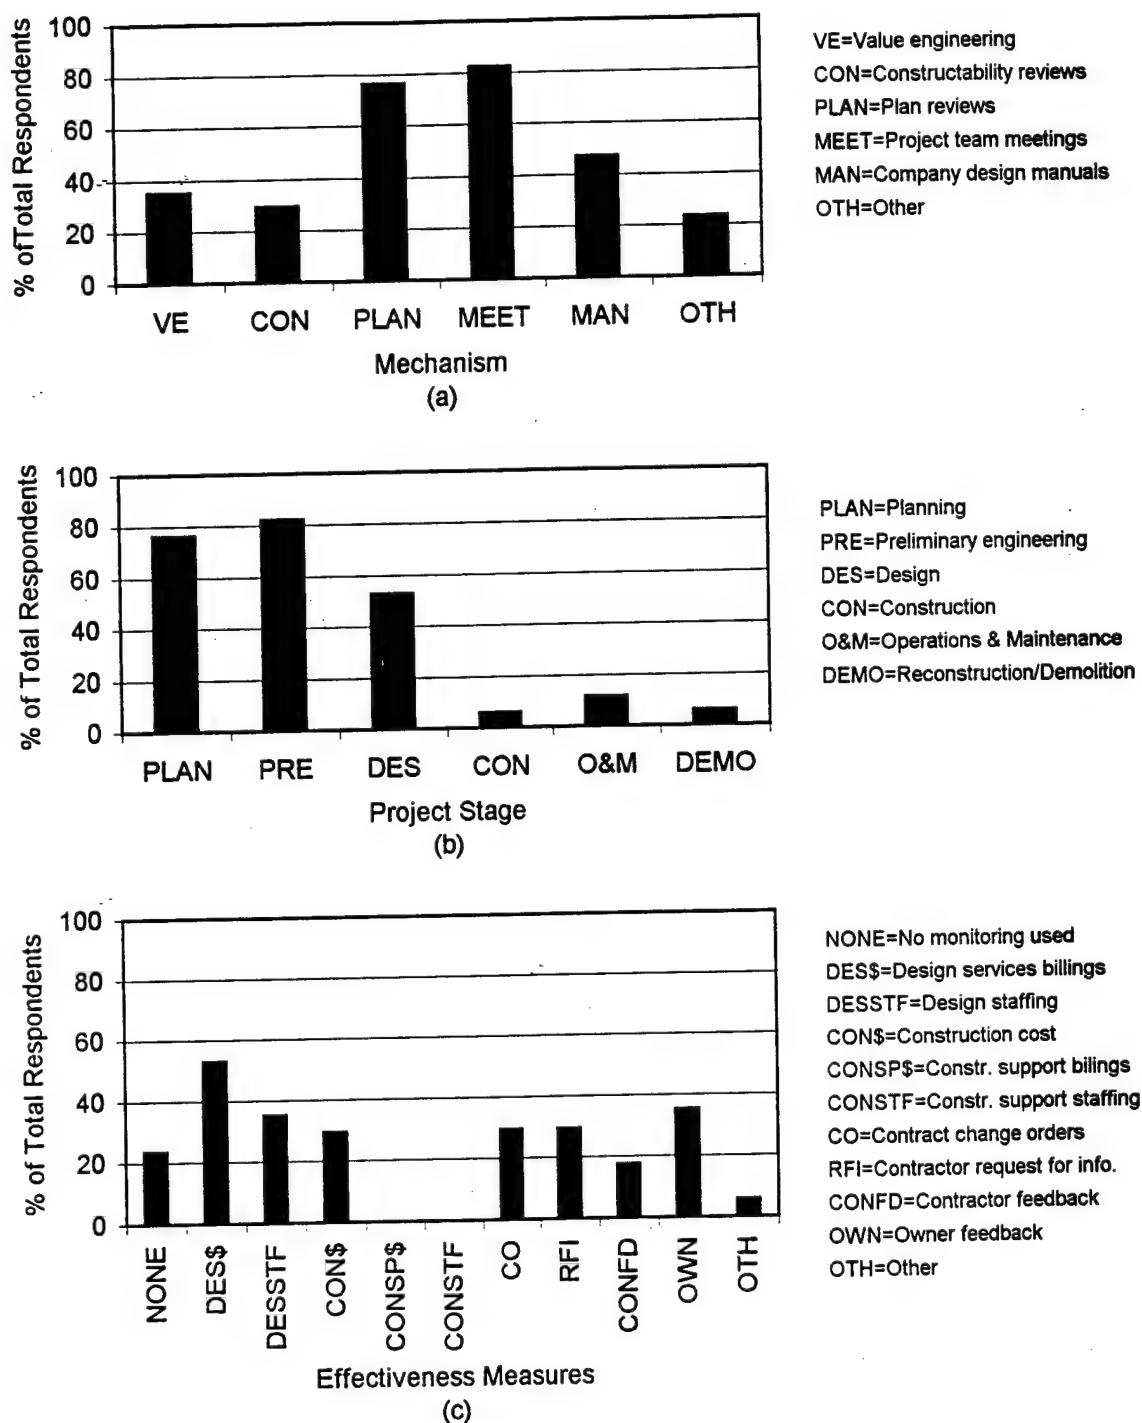 % ofTotal Respondents
100
80
60
40
20
0
VE
CON
PLAN
MEET
MAN
OTH
Mechanism
(a)
VE=Value engineering
CON=Constructability reviews
PLAN=Plan reviews
MEET=Project team meetings
MAN=Company design manuals
OTH=Other
% of Total Respondents
100
80
60
40
20
0
PLAN
PRE
DES
CON
O&M
DEMO
Project Stage
(b)
PLAN=Planning
PRE=Preliminary engineering
DES=Design
CON=Construction
O&M=Operations & Maintenance
DEMO=Reconstruction/Demolition
% of Total Respondents
100
80
60
40
20
0
NONE
DES$
DESSTF
CON$
CONSP$
CONSTF
CO
RFI
CONFD
OWN
OTH
Effectiveness Measures
(c)
NONE=No monitoring used
DES$=Design services billings
DESSTF=Design staffing
CON$=Construction cost
CONSP$=Constr. support bilings
CONSTF=Constr. support staffing
CO=Contract change orders
RFI=Contractor request for info.
CONFD=Contractor feedback
OWN=Owner feedback
OTH=Other